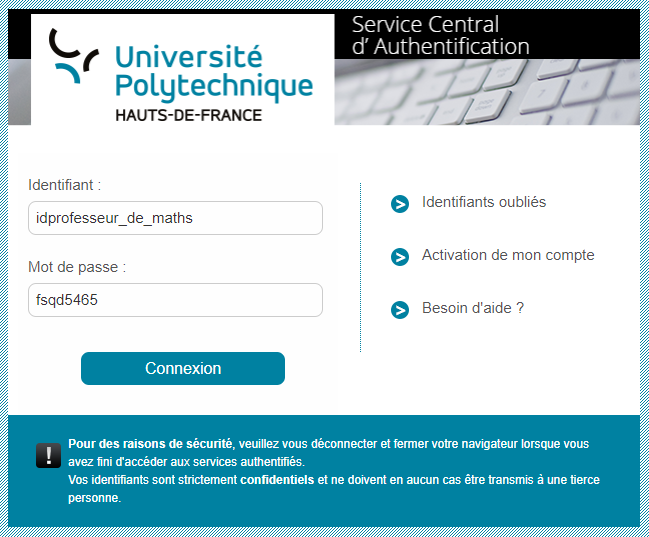 Service Central
d' Authentification
Université
Polytechnique
HAUTS-DE-FRANCE
Identifiant :
idprofesseur_de_maths
Mot de passe :
fsqd5465
Connexion
Identifiants oubliés
Activation de mon compte
Besoin d'aide ?
Pour des raisons de sécurité, veuillez vous déconnecter et fermer votre navigateur lorsque vous
avez fini d'accéder aux services authentifiés.
Vos identifiants sont strictement confidentiels et ne doivent en aucun cas être transmis à une tierce
personne.